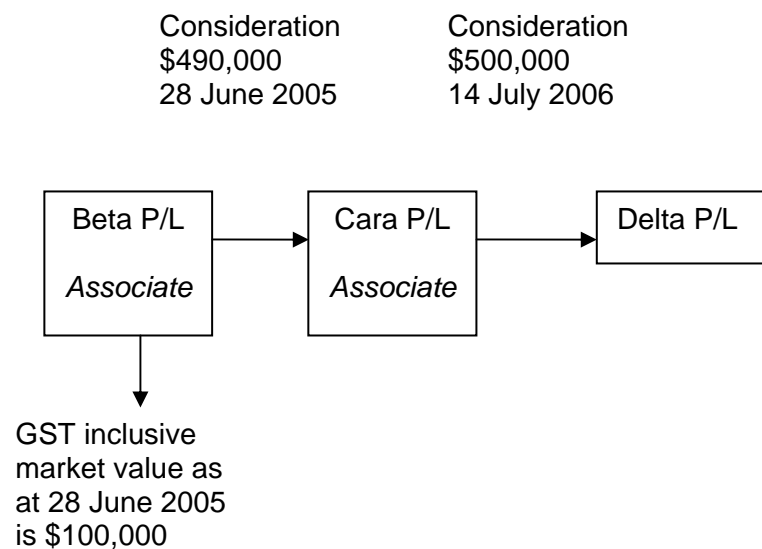 Consideration
$490,000
28 June 2005
Consideration
$500,000
14 July 2006
Beta P/L
Associate
Cara P/L
Associate
Delta P/L
GST inclusive
market value as
at 28 June 2005
is $100,000